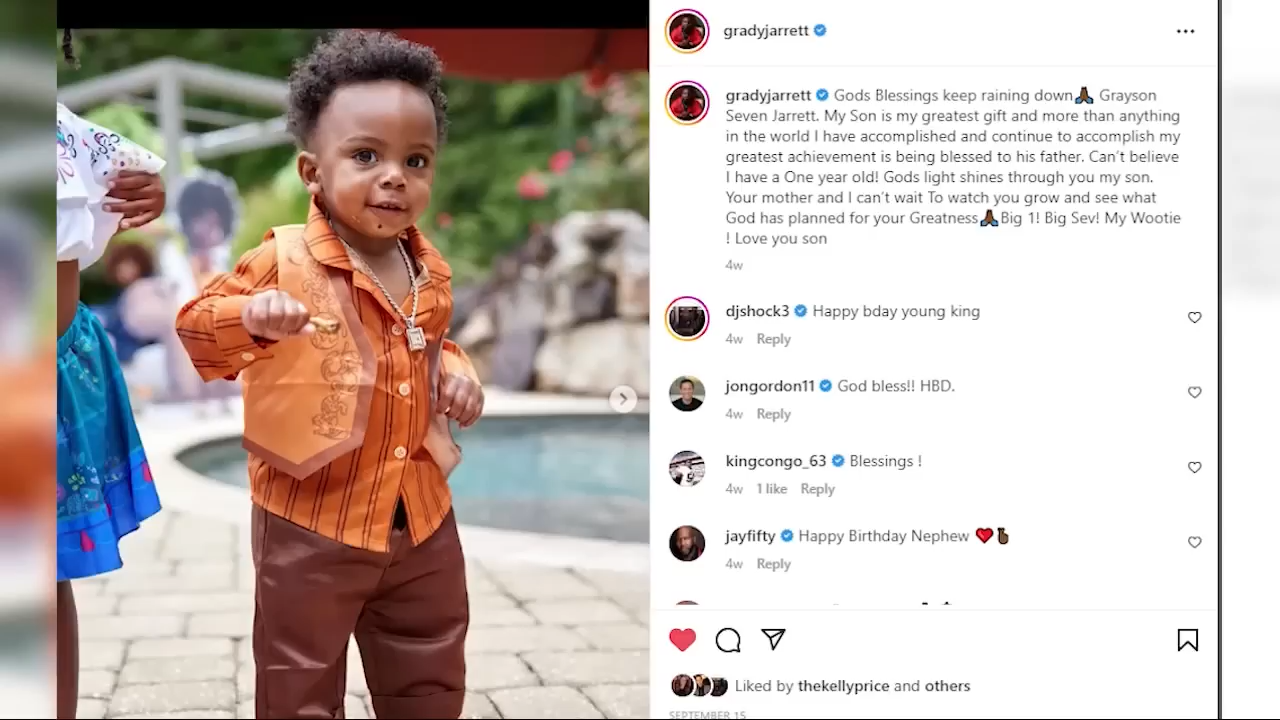 gradyjarrett
gradyjarrett Gods Blessings keep raining down🙏🏾 Grayson
Seven Jarrett. My Son is my greatest gift and more than anything
in the world I have accomplished and continue to accomplish my
greatest achievement is being blessed to his father. Can't believe
I have a One year old! Gods light shines through you my son.
Your mother and I can't wait To watch you grow and see what
God has planned for your Greatness🙏🏾Big 1! Big Sev! My Wootie
! Love you son
4w
djshock3 Happy bday young king
4w Reply
jongordon11 God bless!! HBD.
4w Reply
kingcongo_63 Blessings !
4w 1 like Reply
jayfifty Happy Birthday Nephew ❤️✌🏾
4w Reply
Liked by thekellyprice and others
SEPTEMBER 15